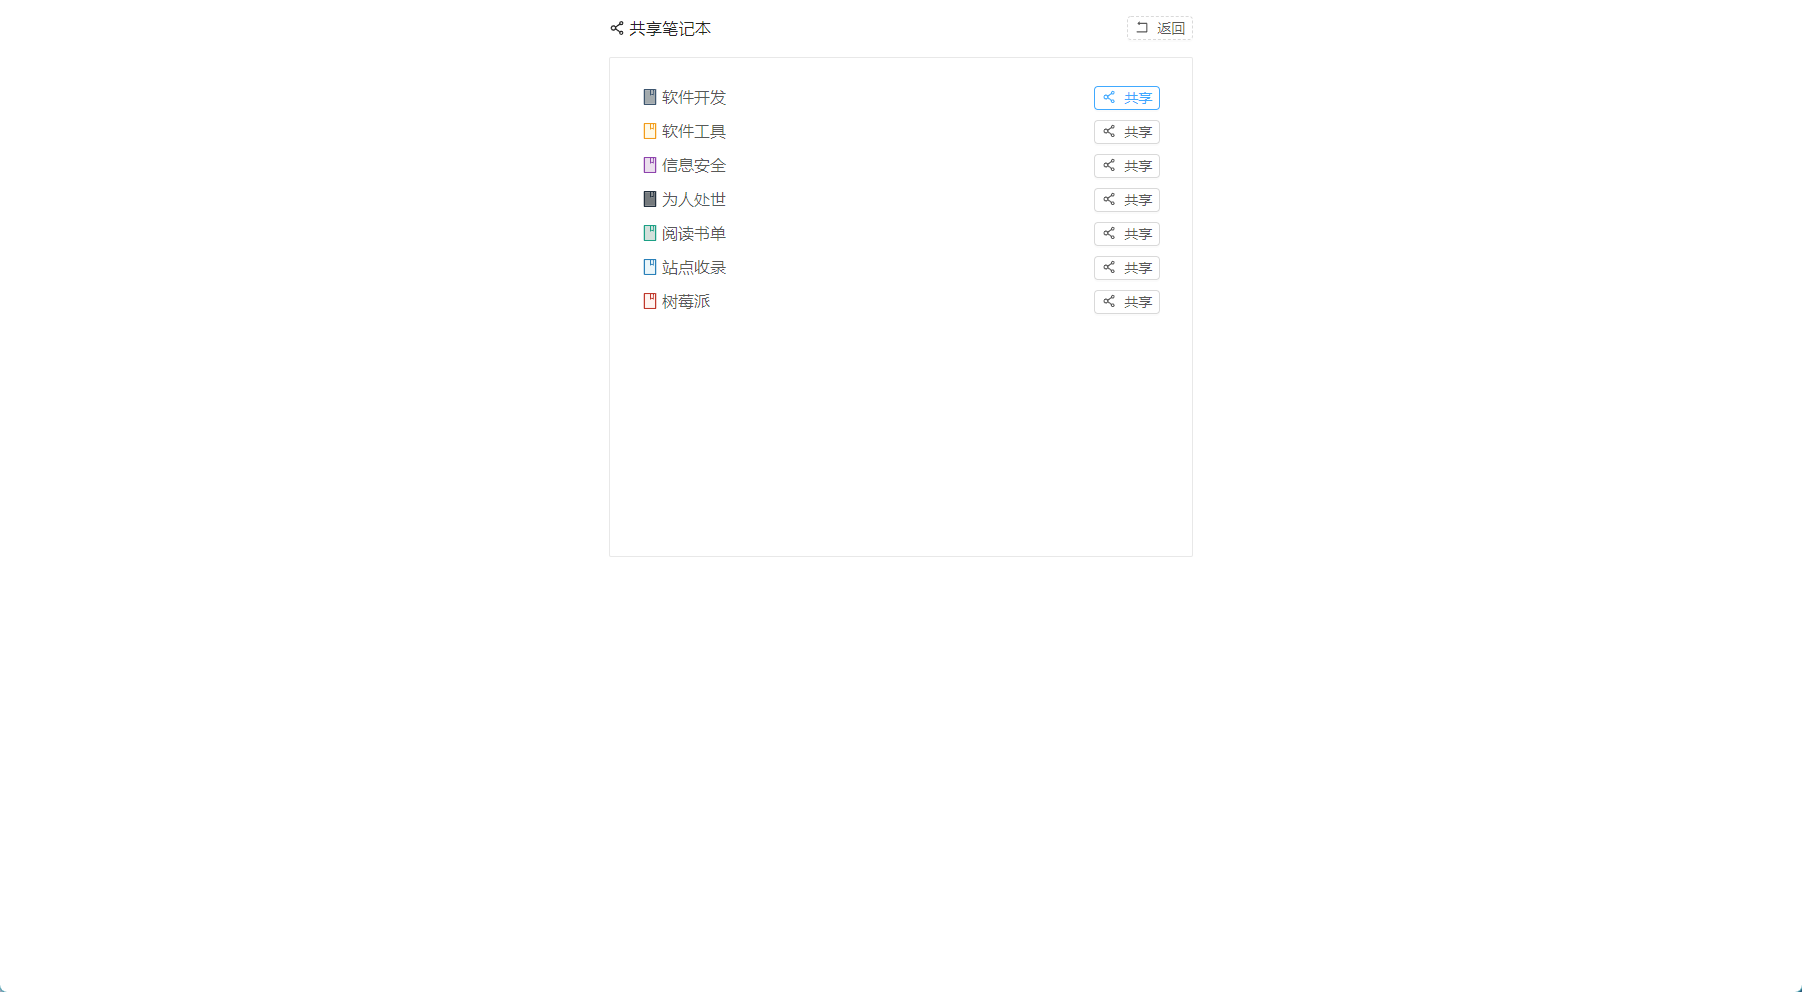 共享笔记本 返回
软件开发 共享
软件工具 共享
信息安全 共享
为人处世 共享
阅读书单 共享
站点收录 共享
树莓派 共享